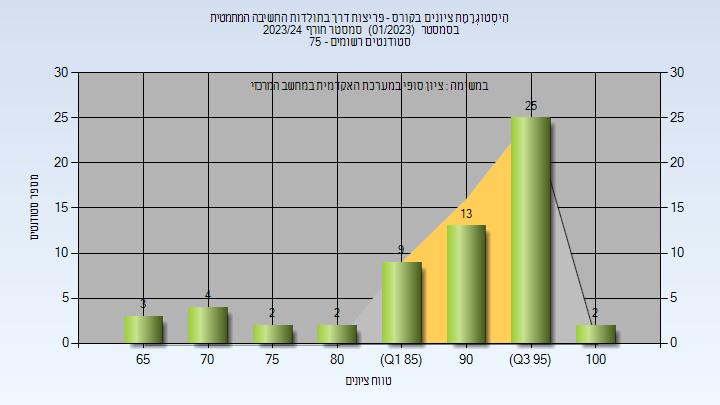 הִיסְטוגְרָמַת ציונים בקורס - פריצות דרך בתולדות החשיבה המתמטית
בסמסטר (01/2023) סמסטר חורף 2023/24
סטודנטים רשומים - 75
במשימה : ציון סופי במערכת האקדמית במחשב המרכזי
מספר סטודנטים
30 30
25 25
20 20
15 15
10 10
5 5
0 0
3 4 2 2 9 13 25 2
65 70 75 80 (Q1 85) 90 (Q3 95) 100
טווח ציונים